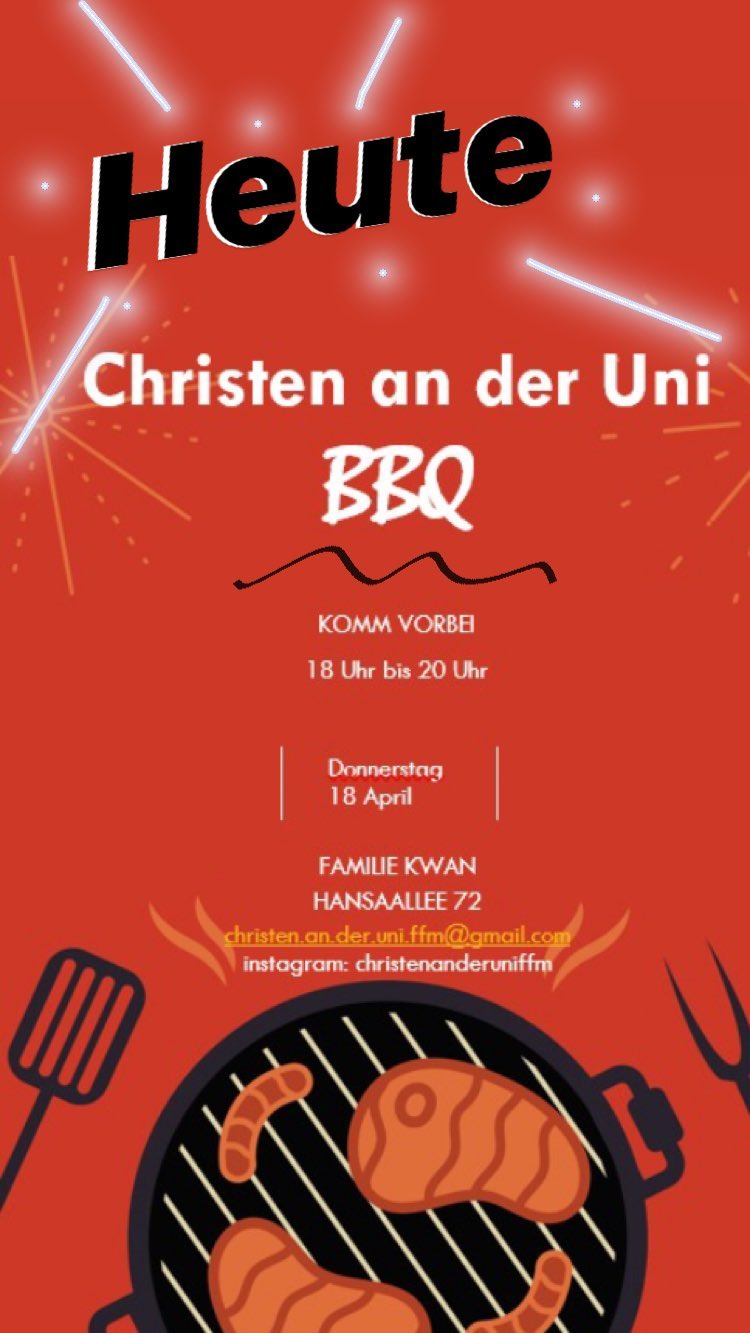 Heute
Christen an der Uni
BBQ
KOMM VORBEI
18 Uhr bis 20 Uhr
Donnerstag
18 April
FAMILIE KWAN
HANSAALLEE 72
christen.an.der.uni.ffm@gmail.com
instagram: christenanderuniffm